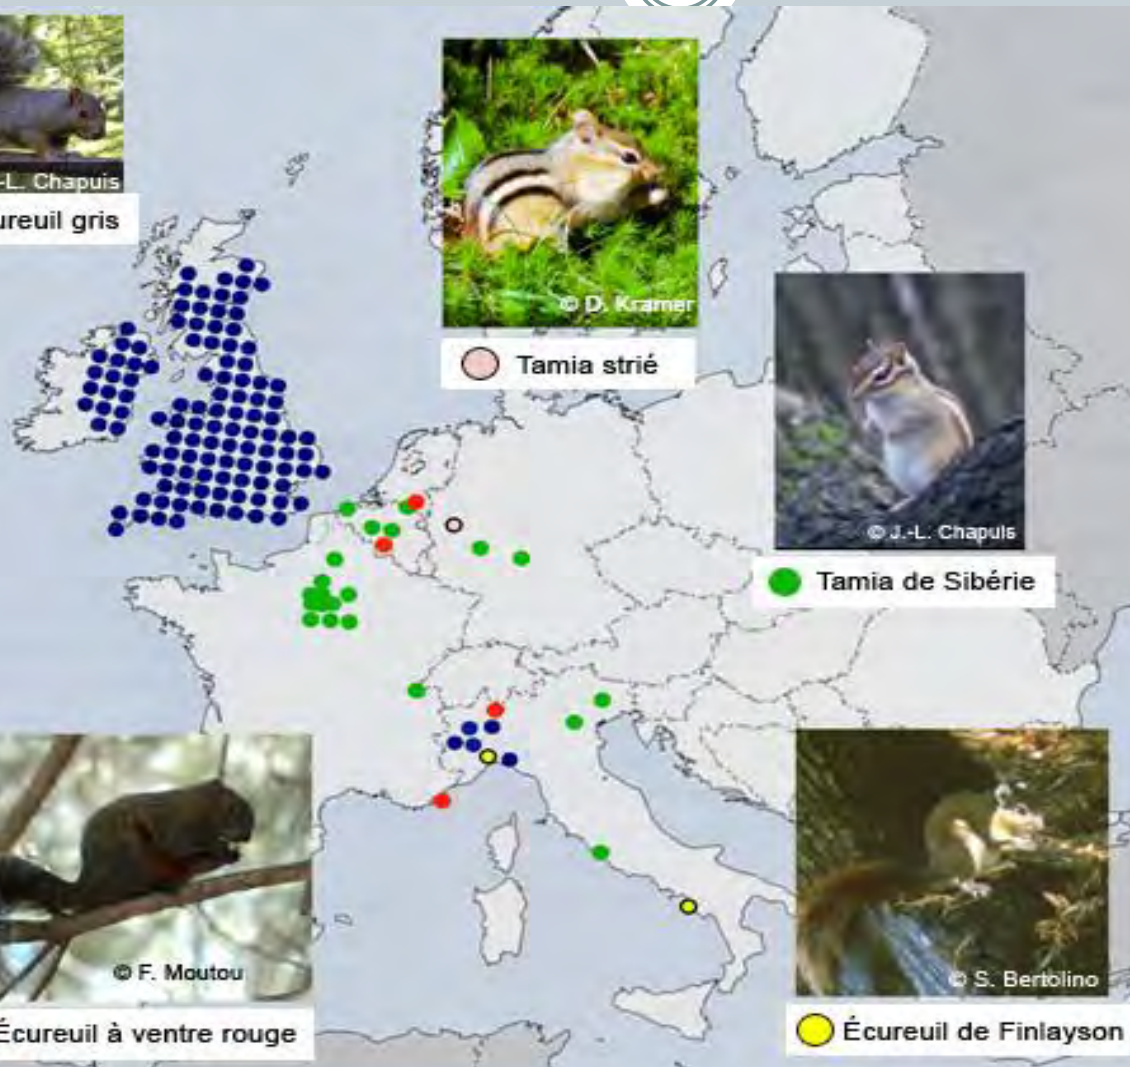 -L. Chapuis
ureuil gris
© D. Kramer
Tamia strié
© J.-L. Chapuis
Tamia de Sibérie
© F. Moutou
Écureuil à ventre rouge
© S. Bertolino
Écureuil de Finlayson